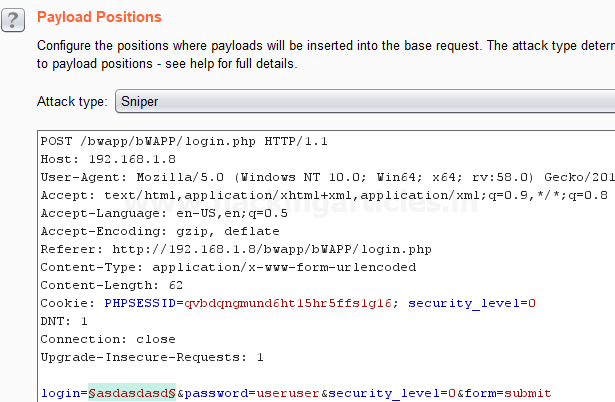 ?
Payload Positions
Configure the positions where payloads will be inserted into the base request. The attack type deter
to payload positions - see help for full details.
Attack type: Sniper
POST /bwapp/bWAPP/login.php HTTP/1.1
Host: 192.168.1.8
User-Agent: Mozilla/5.0 (Windows NT 10.0; Win64; x64; rv:58.0) Gecko/201
Accept: text/html,application/xhtml+xml,application/xml;q=0.9,*/*;q=0.8
Accept-Language: en-US,en;q=0.5
Accept-Encoding: gzip, deflate
Referer: http://192.168.1.8/bwapp/bWAPP/login.php
Content-Type: application/x-www-form-urlencoded
Content-Length: 62
Cookie: PHPSESSID=qvbdqngmund6ht15hr5ffs1g16; security_level=0
DNT: 1
Connection: close
Upgrade-Insecure-Requests: 1
login=§asdasdasd§&password=useruser&security_level=0&form=submit